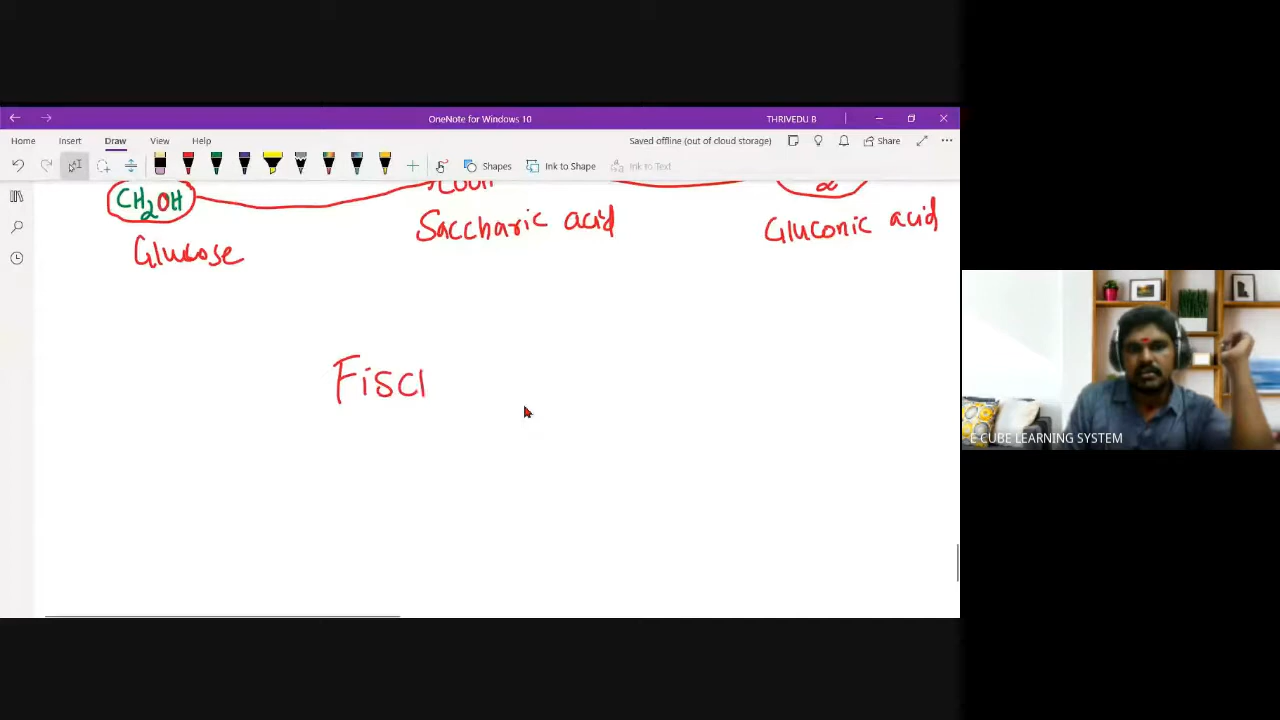 OneNote for Windows 10
THRIVEDU B
Home Insert Draw View Help
Saved offline (out of cloud storage)
Share
Shapes
Ink to Shape
Ink to Text
CH2OH
Saccharic acid
Gluconic acid
Glucose
Fisc
E CUBE LEARNING SYSTEM